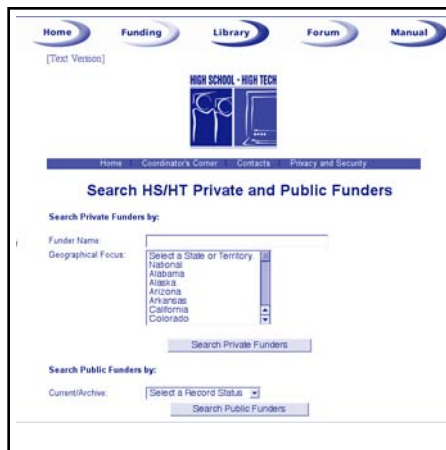 Home Funding Library Forum Manual
[Text Version]
HIGH SCHOOL - HIGH TECH
Home Coordinator's Corner Contacts Privacy and Security
Search HS/HT Private and Public Funders
Search Private Funders by:
Funder Name:
Geographical Focus: Select a State or Territory
National
Alabama
Alaska
Arizona
Arkansas
California
Colorado
Search Private Funders
Search Public Funders by:
Current/Archive: Select a Record Status
Search Public Funders